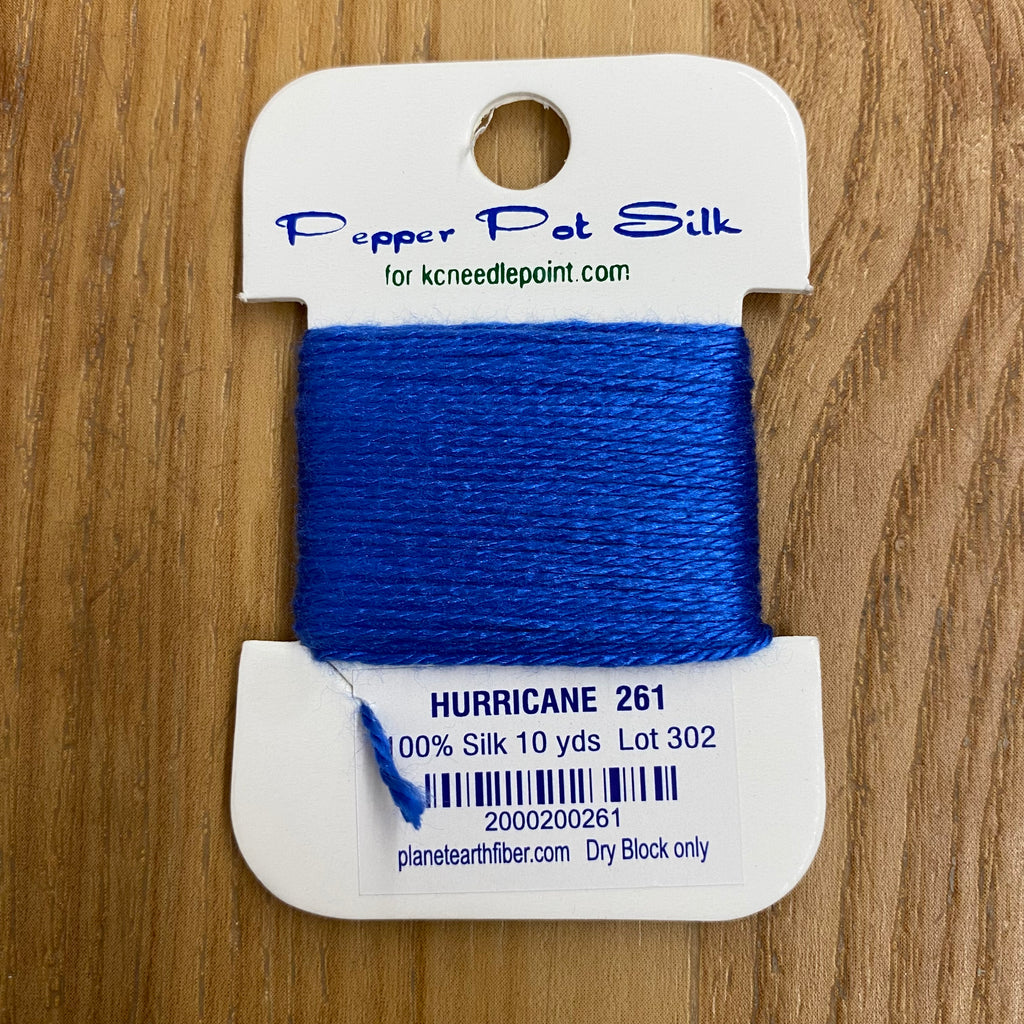 Pepper Pot Silk
for kcneedlepoint.com
HURRICANE 261
100% Silk 10 yds Lot 302
2000200261
planetearthfiber.com Dry Block only